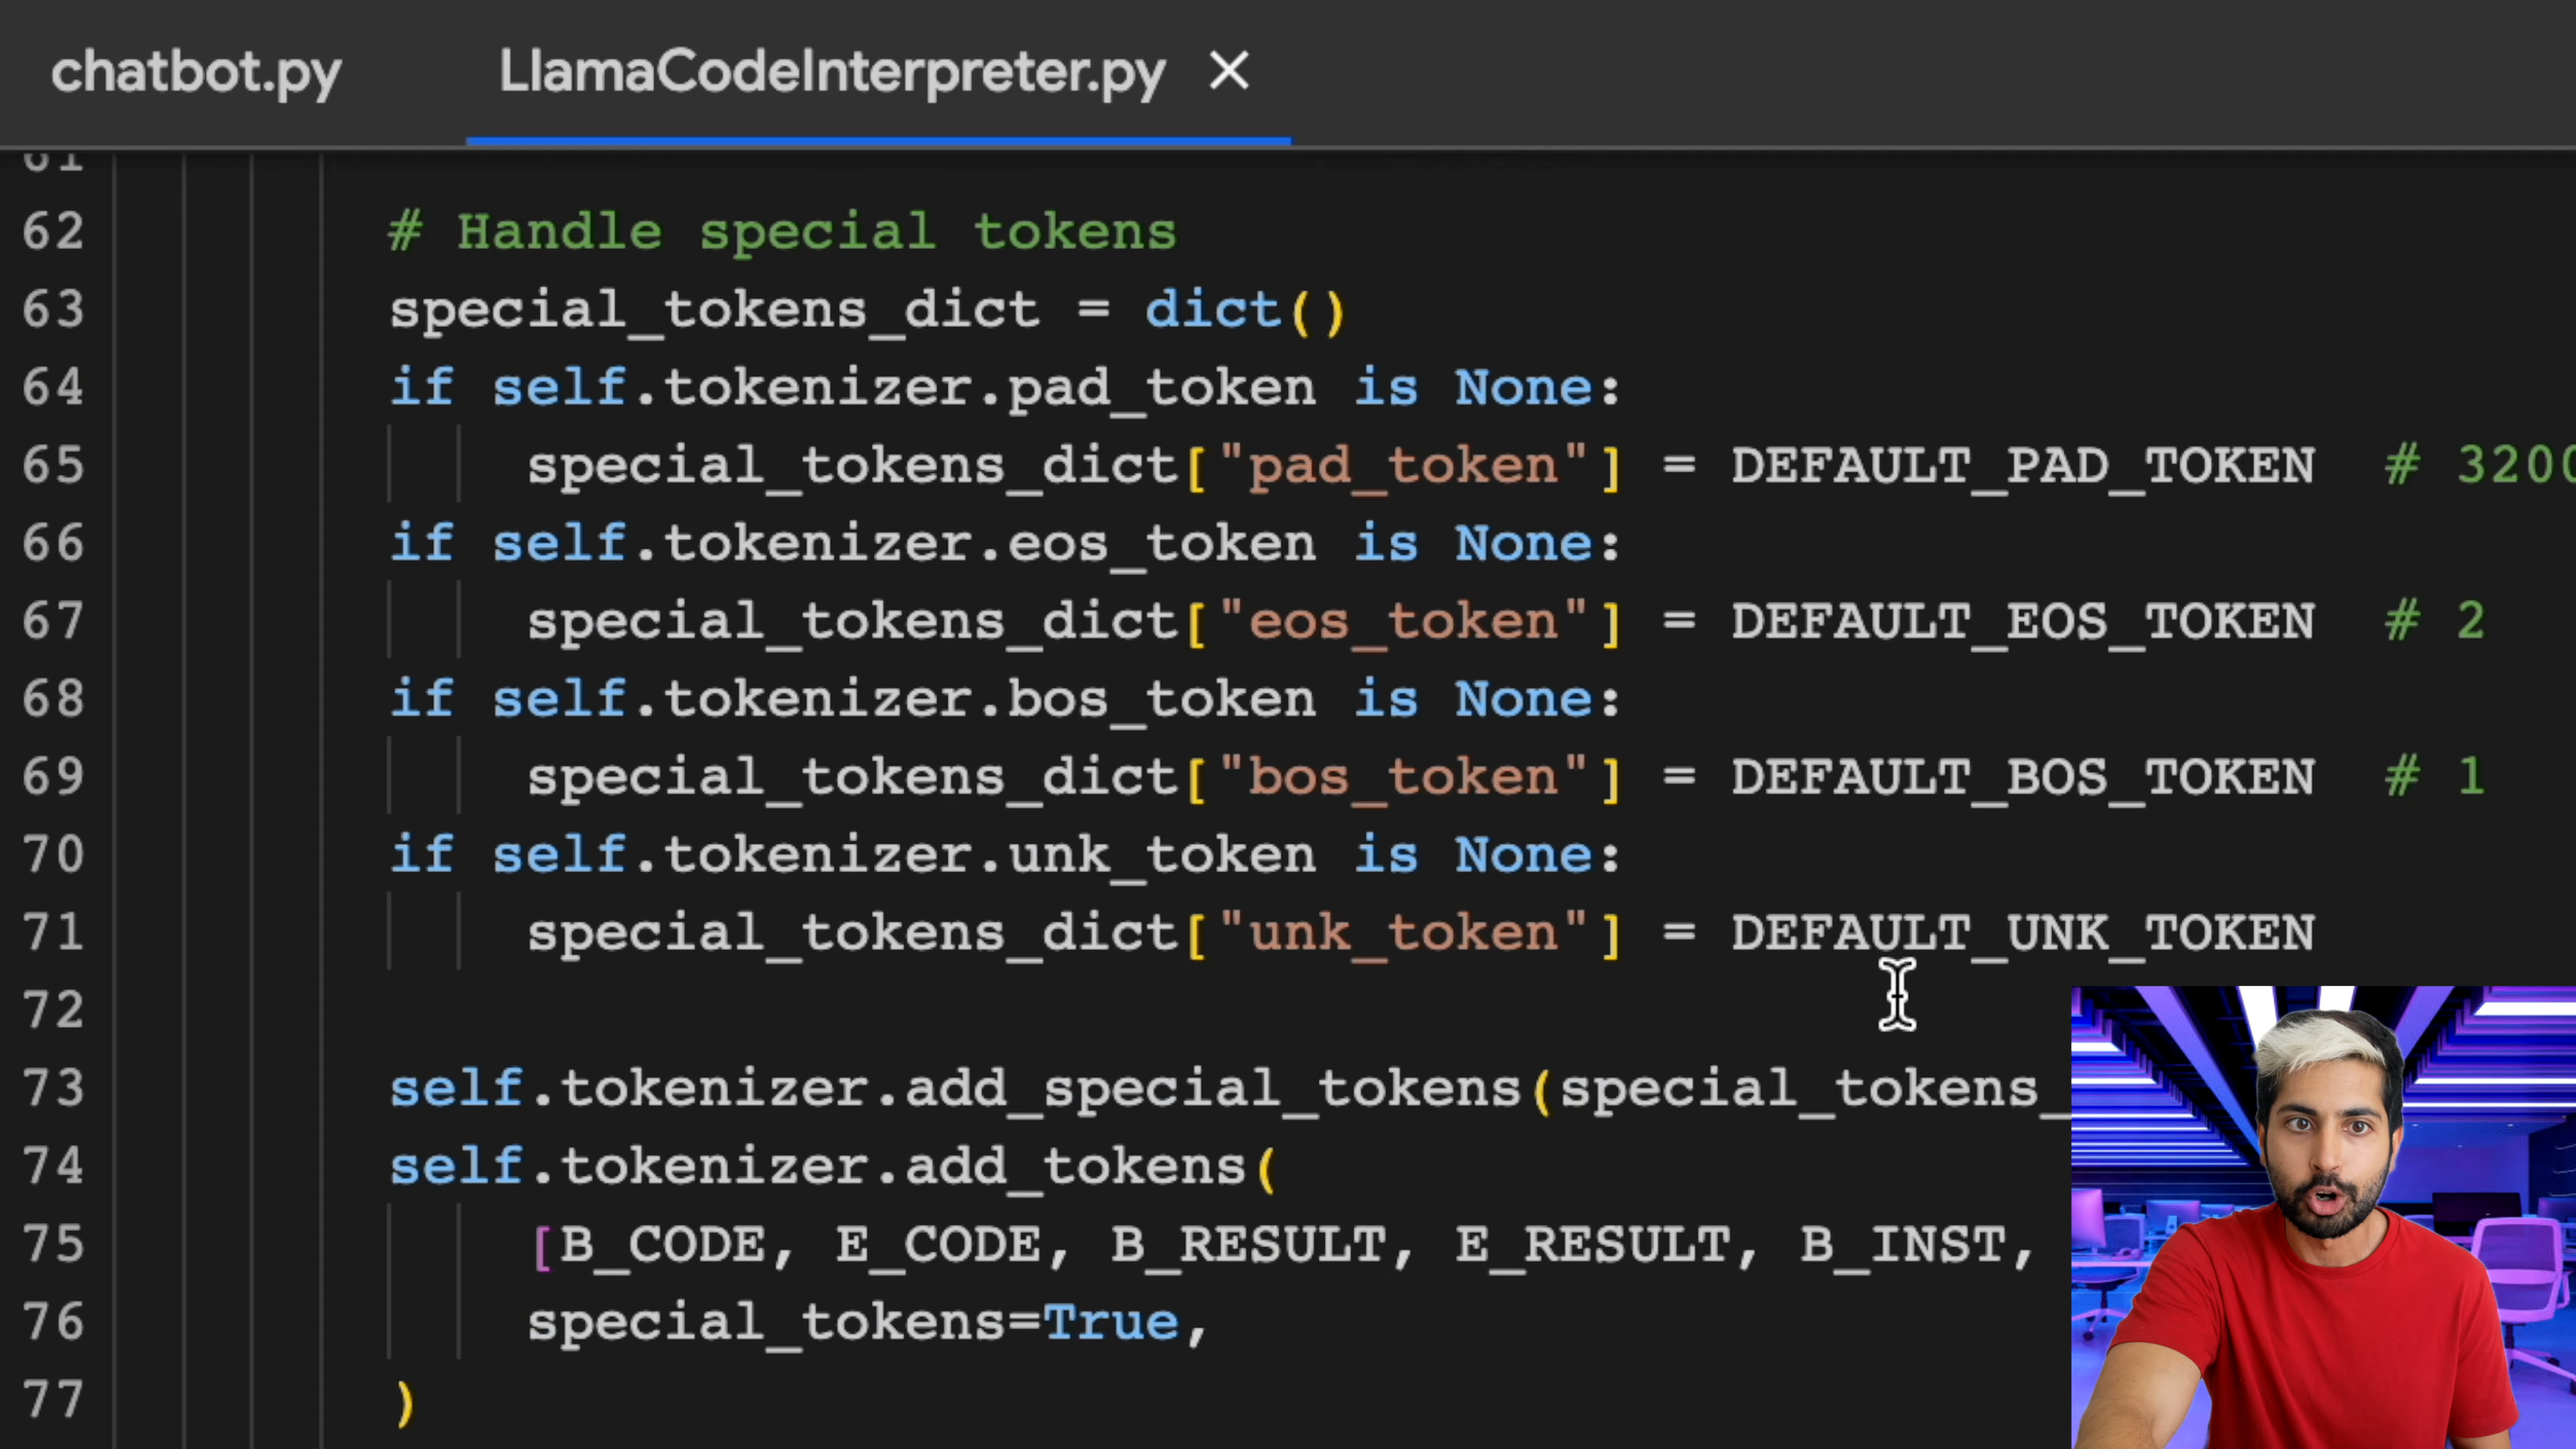 chatbot.py LlamaCodeInterpreter.py
61
62 # Handle special tokens
63 special_tokens_dict = dict()
64 if self.tokenizer.pad_token is None:
65 special_tokens_dict["pad_token"] = DEFAULT_PAD_TOKEN # 3200
66 if self.tokenizer.eos_token is None:
67 special_tokens_dict["eos_token"] = DEFAULT_EOS_TOKEN # 2
68 if self.tokenizer.bos_token is None:
69 special_tokens_dict["bos_token"] = DEFAULT_BOS_TOKEN # 1
70 if self.tokenizer.unk_token is None:
71 special_tokens_dict["unk_token"] = DEFAULT_UNK_TOKEN
72
73 self.tokenizer.add_special_tokens(special_tokens_
74 self.tokenizer.add_tokens(
75 [B_CODE, E_CODE, B_RESULT, E_RESULT, B_INST,
76 special_tokens=True,
77 )